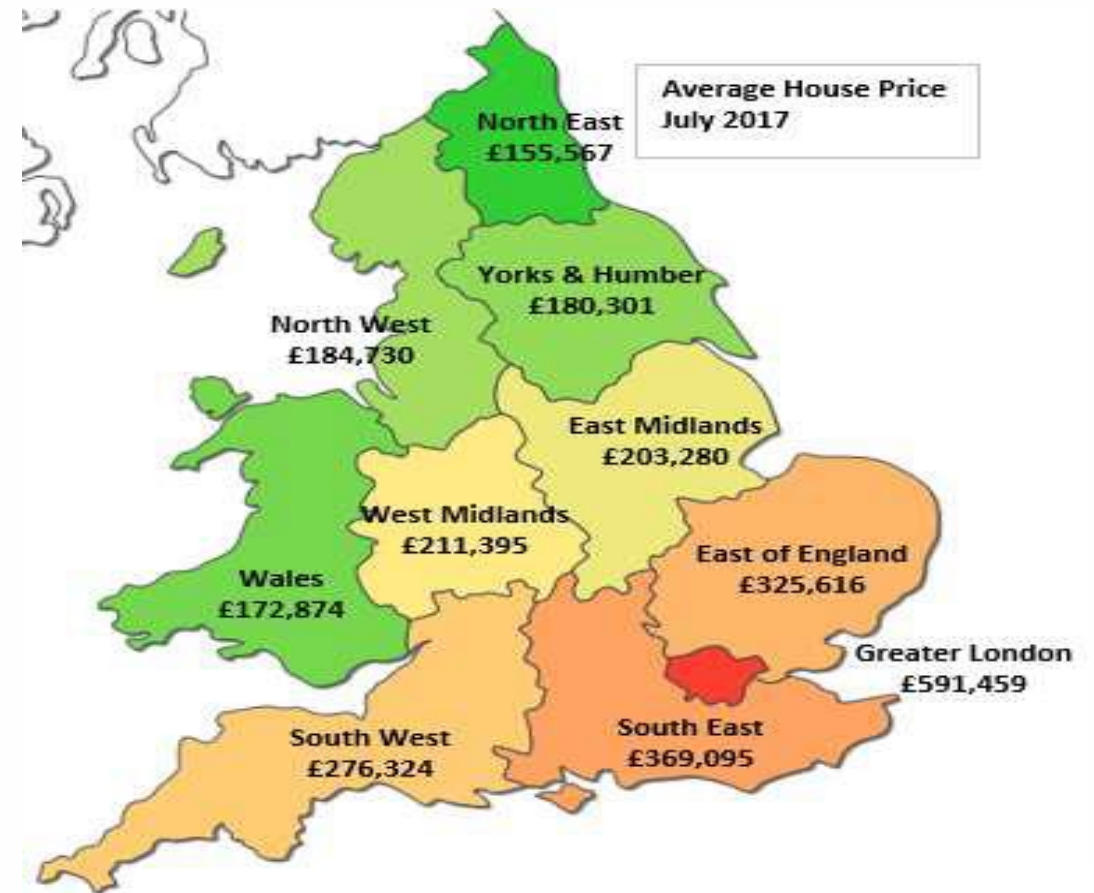 Average House Price
July 2017
North East
£155,567
Yorks & Humber
£180,301
North West
£184,730
East Midlands
£203,280
West Midlands
£211,395
East of England
£325,616
Wales
£172,874
Greater London
£591,459
South East
£369,095
South West
£276,324